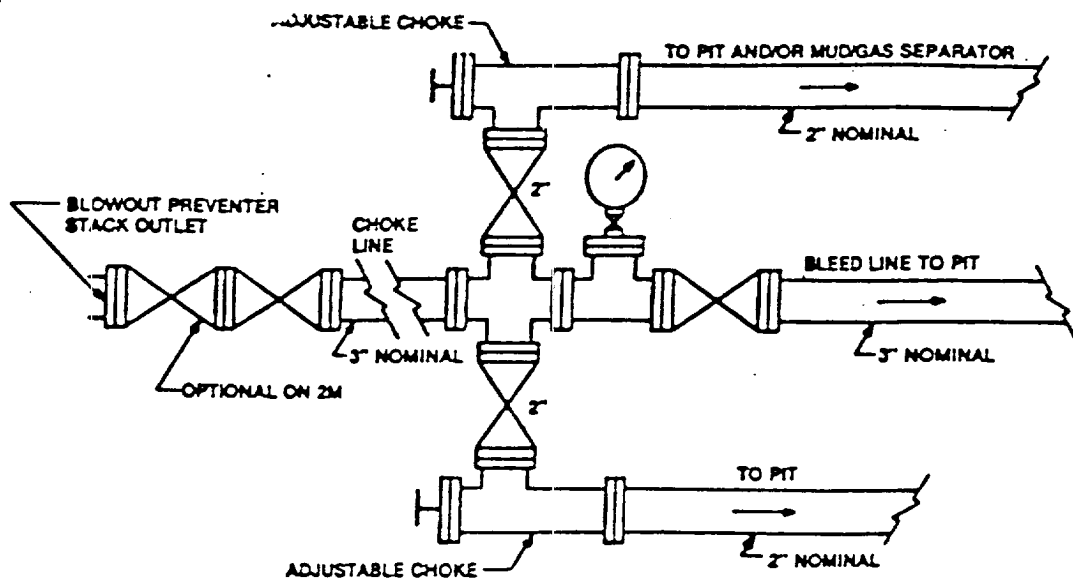 ADJUSTABLE CHOKE
TO PIT AND/OR MUD/GAS SEPARATOR
2" NOMINAL
2"
BLOWOUT PREVENTER
STACK OUTLET
CHOKE
LINE
BLEED LINE TO PIT
3" NOMINAL
3" NOMINAL
OPTIONAL ON 2M
2"
TO PIT
2" NOMINAL
ADJUSTABLE CHOKE